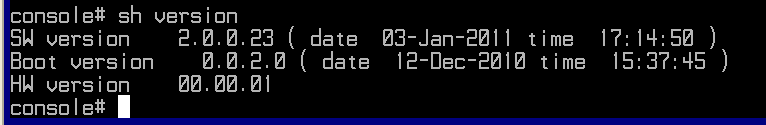 console# sh version
SW version    2.0.0.23 ( date  03-Jan-2011 time  17:14:50 )
Boot version    0.0.2.0 ( date  12-Dec-2010 time  15:37:45 )
HW version    00.00.01
console#